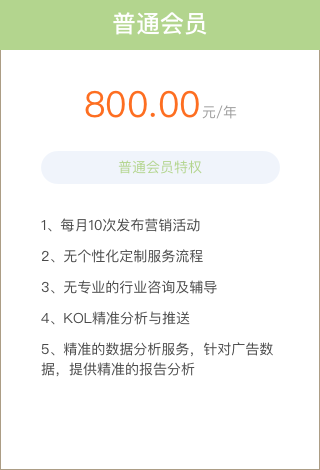 普通会员
800.00元/年
普通会员特权
1、每月10次发布营销活动
2、无个性化定制服务流程
3、无专业的行业咨询及辅导
4、KOL精准分析与推送
5、精准的数据分析服务，针对广告数
据，提供精准的报告分析